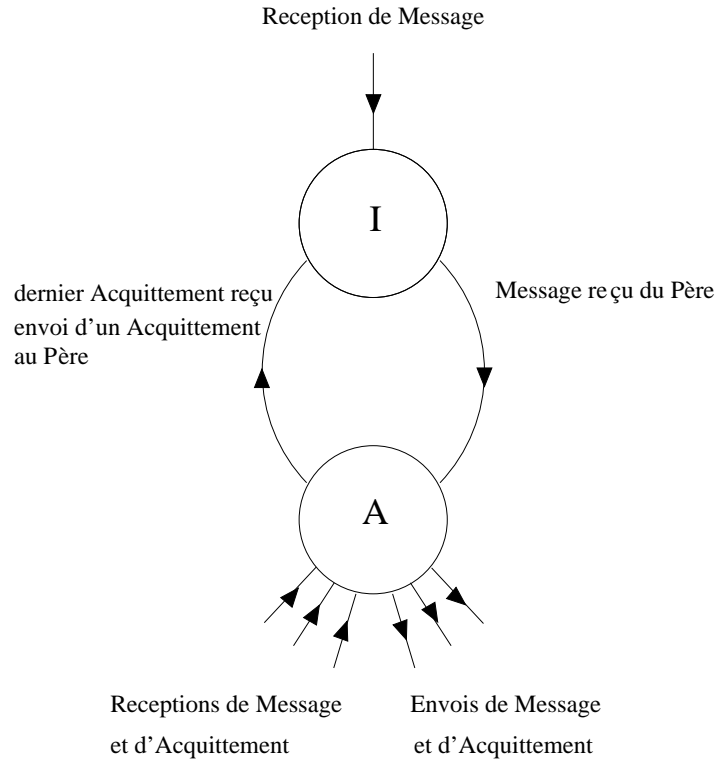 Reception de Message
I
dernier Acquittement reçu
envoi d'un Acquittement
au Père
Message reçu du Père
A
Receptions de Message
et d'Acquittement
Envois de Message
et d'Acquittement